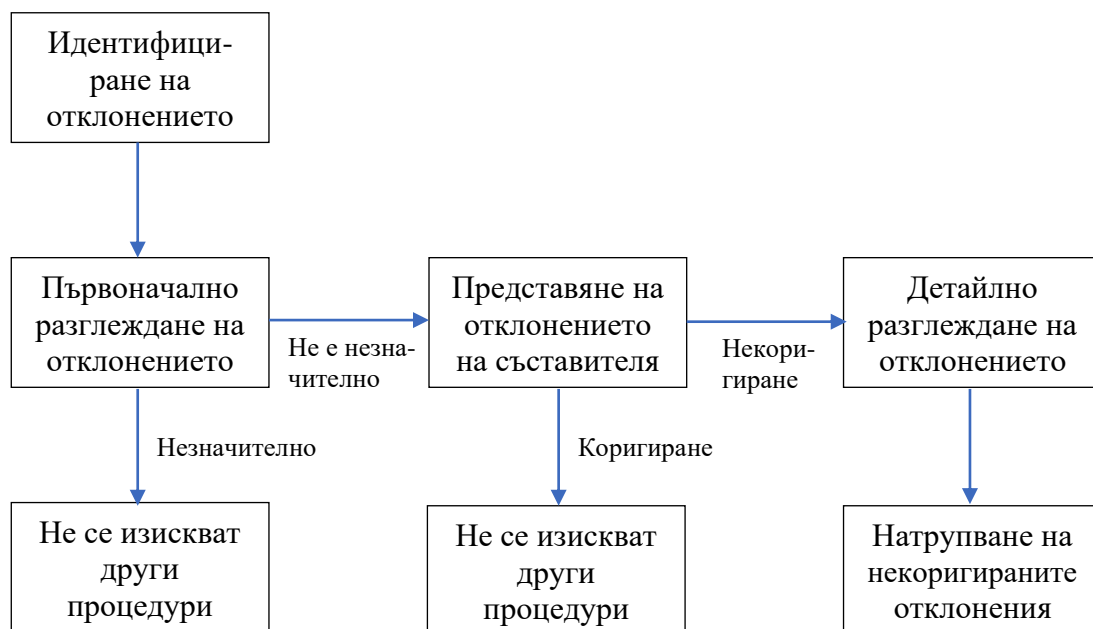 Идентифици-
ране на
отклонението
Първоначално
разглеждане на
отклонението
Не е незна-
чително
Представяне на
отклонението
на съставителя
Некори-
гиране
Детайлно
разглеждане на
отклонението
Незначително
Коригиране
Не се изискват
други
процедури
Не се изискват
други
процедури
Натрупване на
некоригираните
отклонения